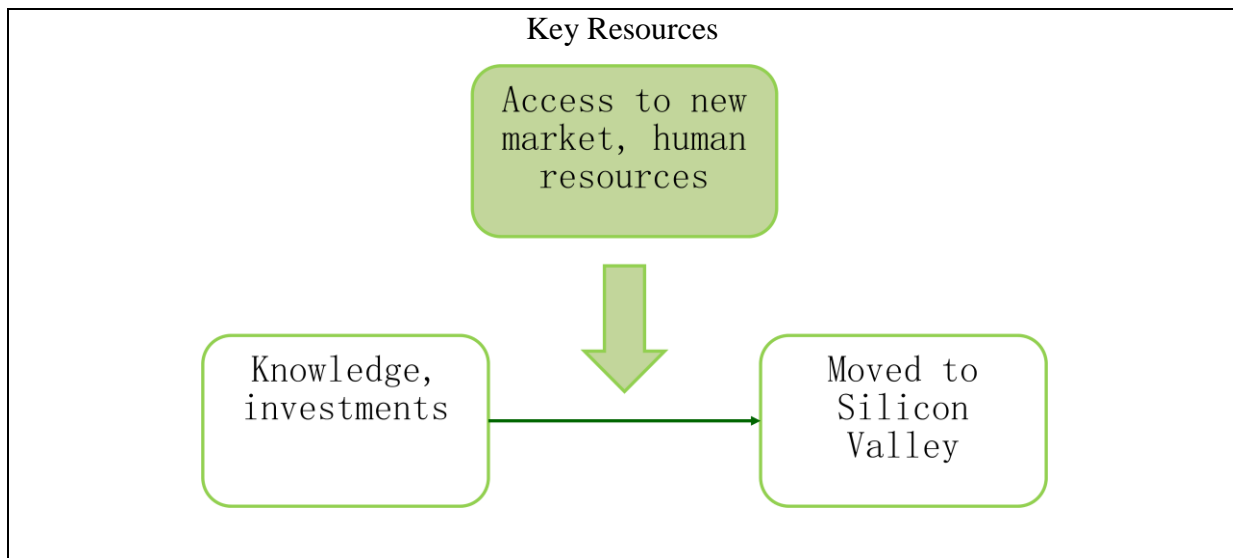 Key Resources
Access to new
market, human
resources
Knowledge,
investments
Moved to
Silicon
Valley